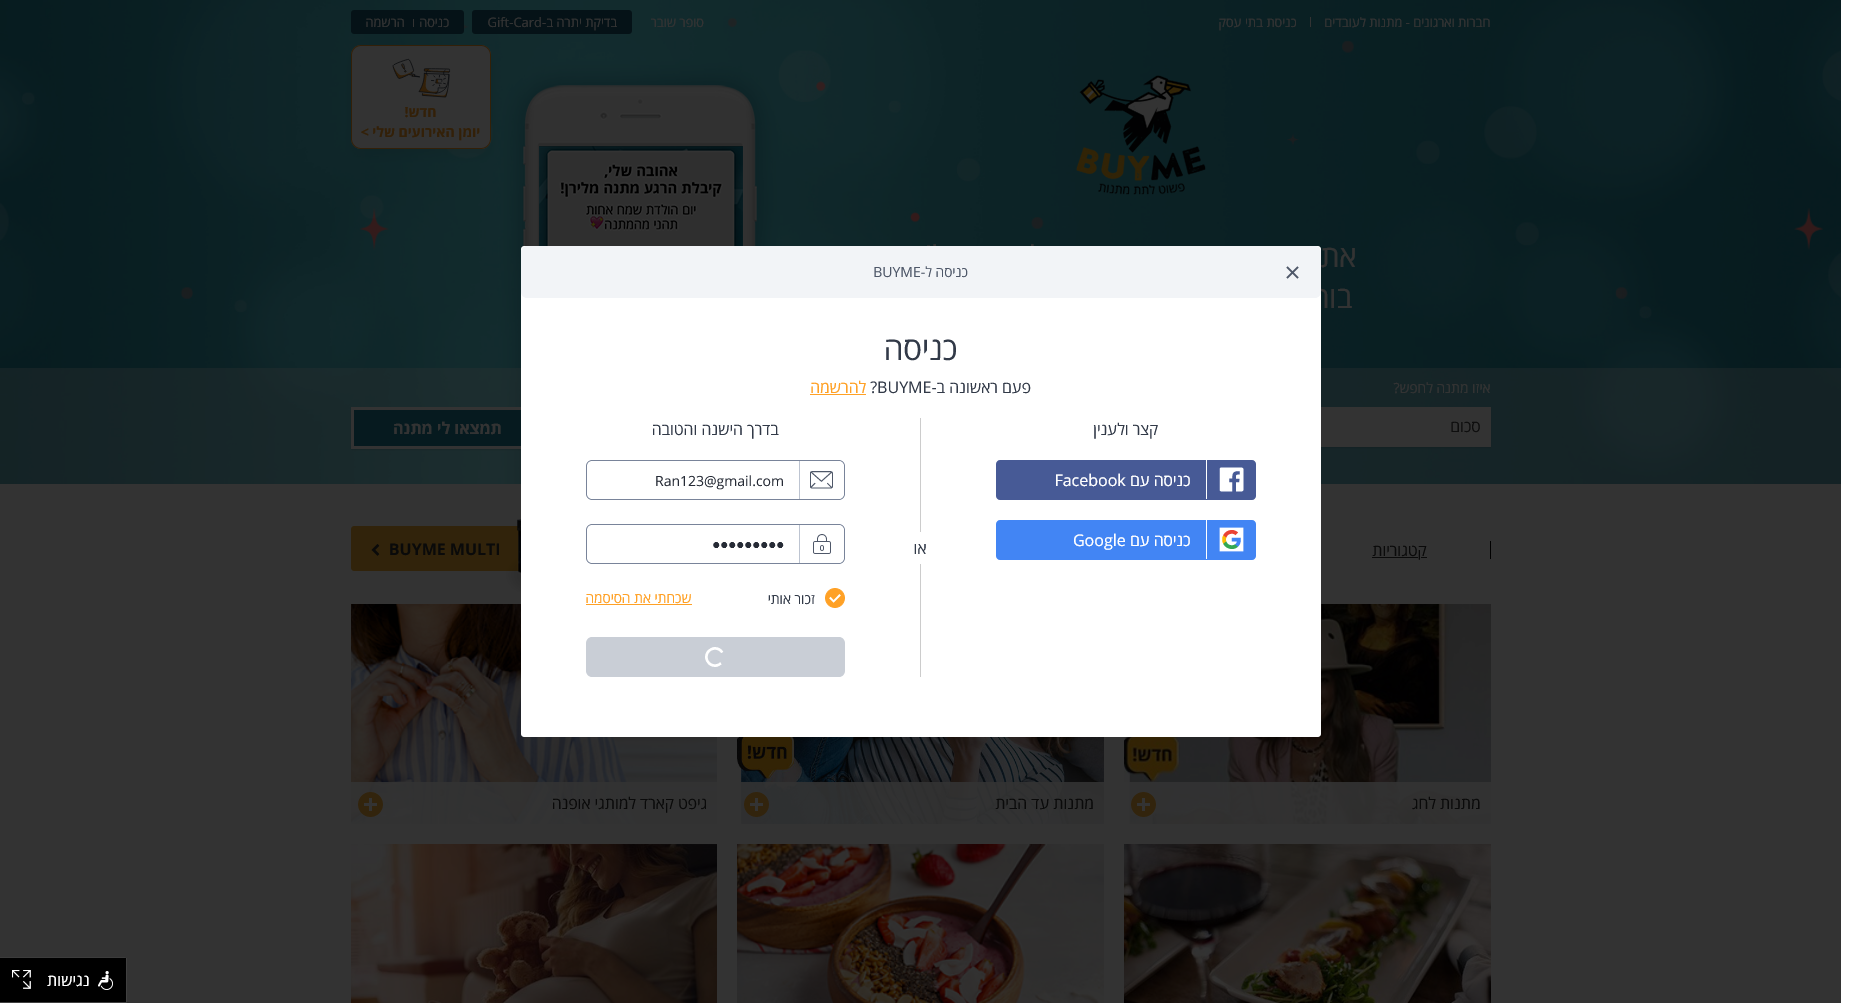 חברות וארגונים - מתנות לעובדים | כניסת בתי עסק
סופר שובר
בדיקת יתרה ב-Gift-Card
כניסה | הרשמה
חדש!
יומן האירועים שלי >
אהובה שלי,
קיבלת הרגע מתנה מלירן!
יום הולדת שמח אחות
תהני מהמתנה💖
BUYME
פשוט לתת מתנות
את
בור
איזו מתנה לחפש?
סכום
תמצאו לי מתנה
כניסה ל-BUYME
כניסה
פעם ראשונה ב-BUYME? להרשמה
קצר ולענין
כניסה עם Facebook
כניסה עם Google
או
בדרך הישנה והטובה
Ran123@gmail.com
•••••••••
זכור אותי
שכחתי את הסיסמה
קטגוריות
BUYME MULTI
חדש!
חדש!
מתנות לחג
מתנות עד הבית
גיפט קארד למותגי אופנה
נגישות